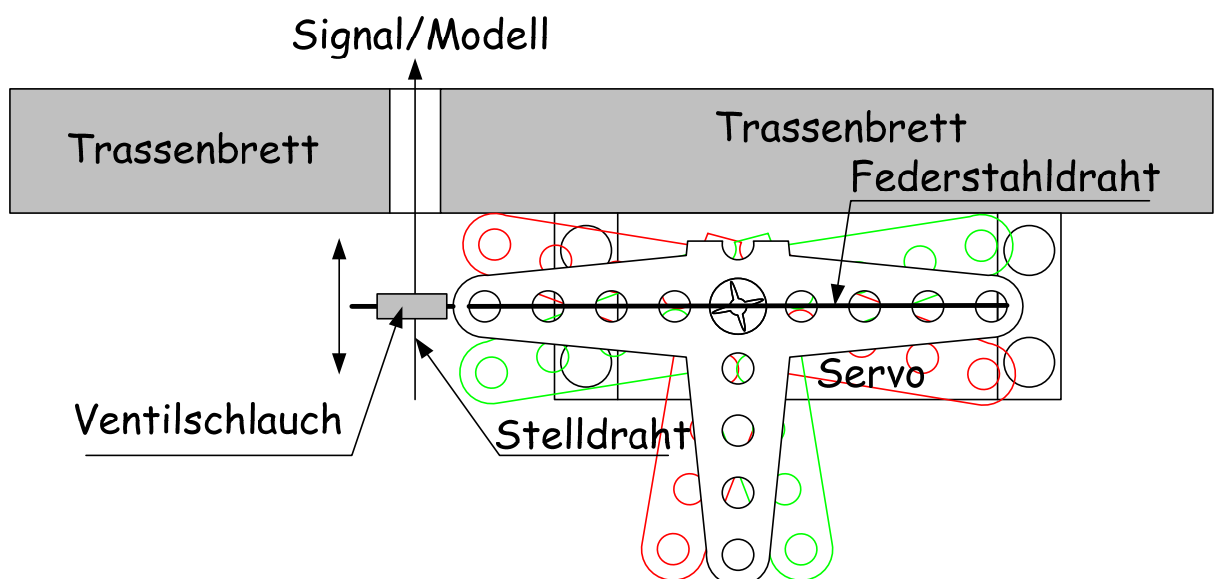 Signal/Modell
Trassenbrett
Trassenbrett
Federstahldraht
Servo
Ventilschlauch
Stelldraht